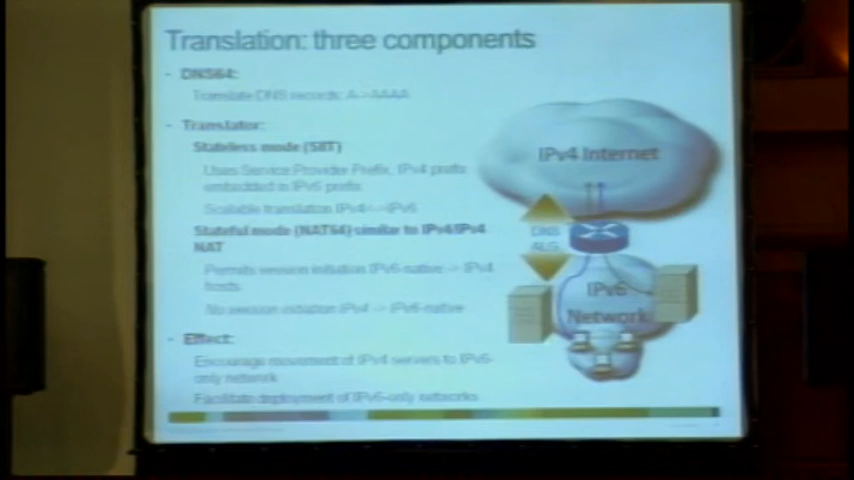 Translation: three components
- DNS64:
Translate DNS records: A->AAAA
- Translator:
Stateless mode (SIIT)
Uses Service Provider Prefix, IPv4 prefix
embedded in IPv6 prefix
Scalable translation IPv4<->IPv6
Stateful mode (NAT64) similar to IPv4/IPv4
NAT
Permits session initiation IPv6-native -> IPv4
hosts
No session initiation IPv4 -> IPv6-native
- Effect:
Encourage movement of IPv4 servers to IPv6-
only network
Facilitate deployment of IPv6-only networks
IPv4 Internet
DNS
ALG
IPv6
Network